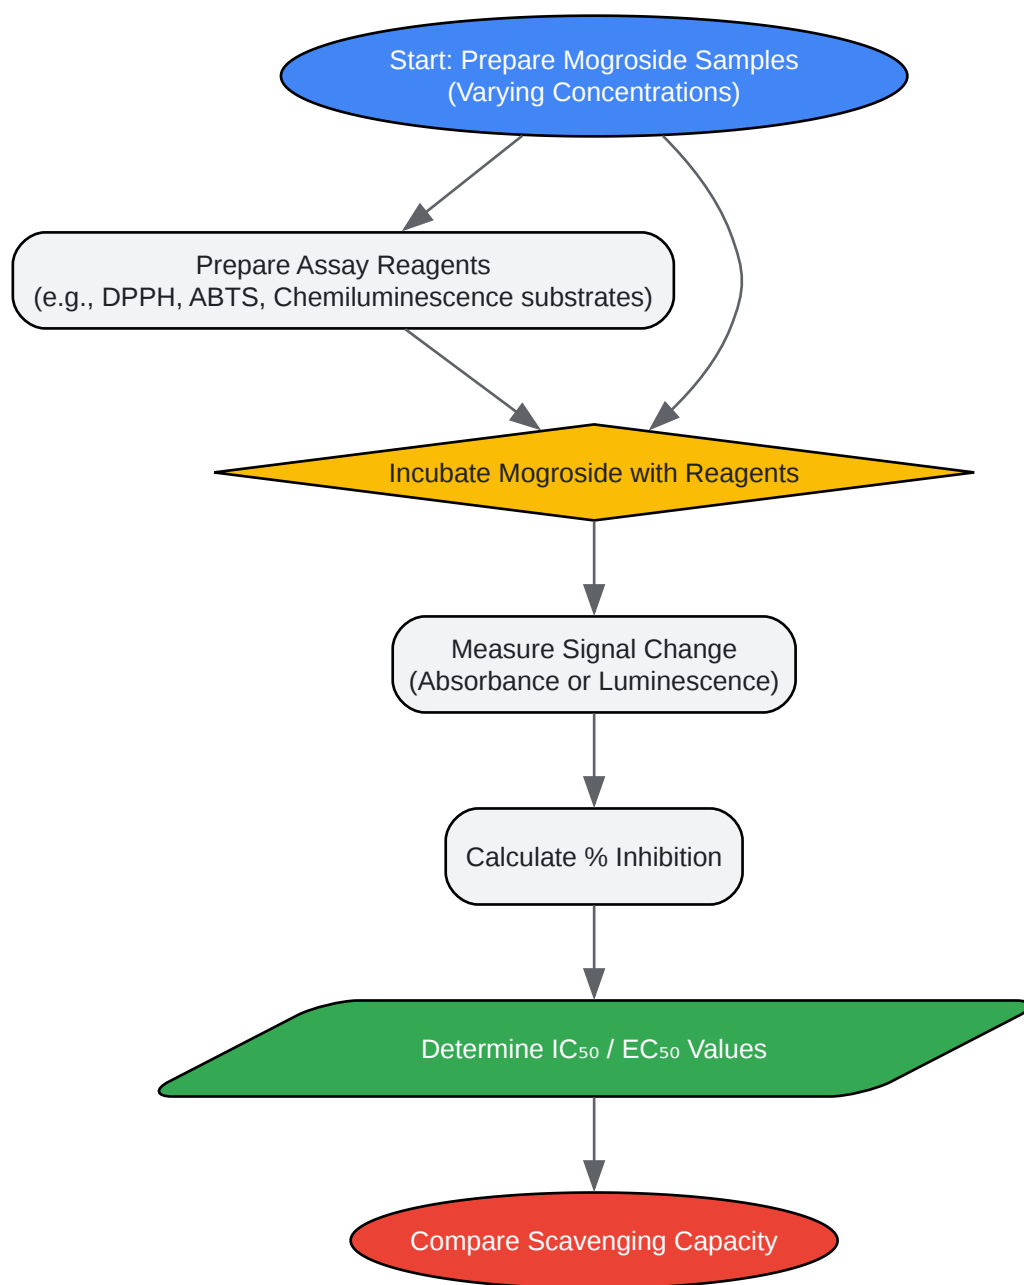 Start: Prepare Mogroside Samples
(Varying Concentrations)
Prepare Assay Reagents
(e.g., DPPH, ABTS, Chemiluminescence substrates)
Incubate Mogroside with Reagents
Measure Signal Change
(Absorbance or Luminescence)
Calculate % Inhibition
Determine IC₅₀ / EC₅₀ Values
Compare Scavenging Capacity